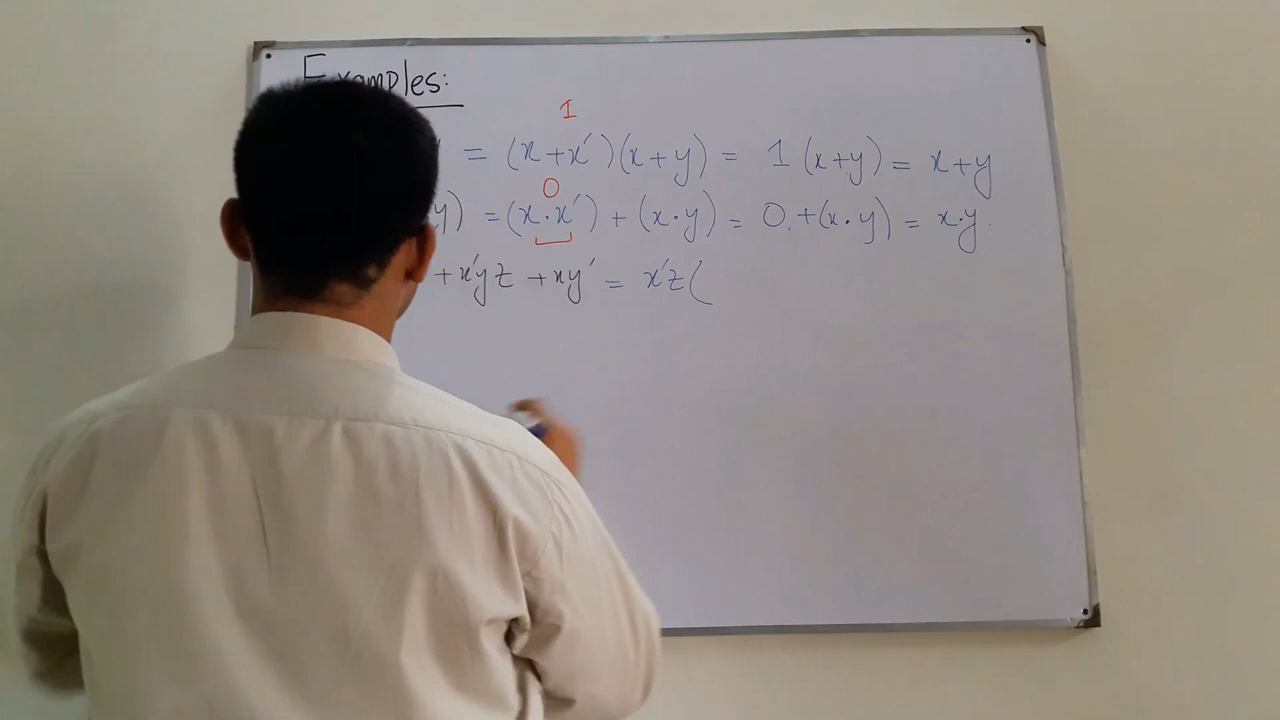 Examples:
1
= (x+x′)(x+y) = 1 (x+y) = x+y
0
y) = (x·x′) + (x·y) = 0 + (x·y) = x·y
+ x′yz + xy′ = x′z(